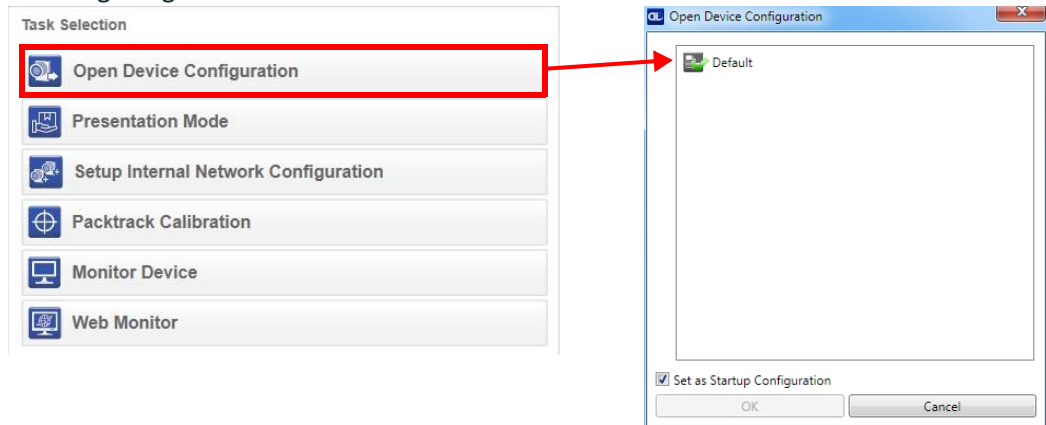 Task Selection
Open Device Configuration
Presentation Mode
Setup Internal Network Configuration
Packtrack Calibration
Monitor Device
Web Monitor
Open Device Configuration
Default
Set as Startup Configuration
OK
Cancel